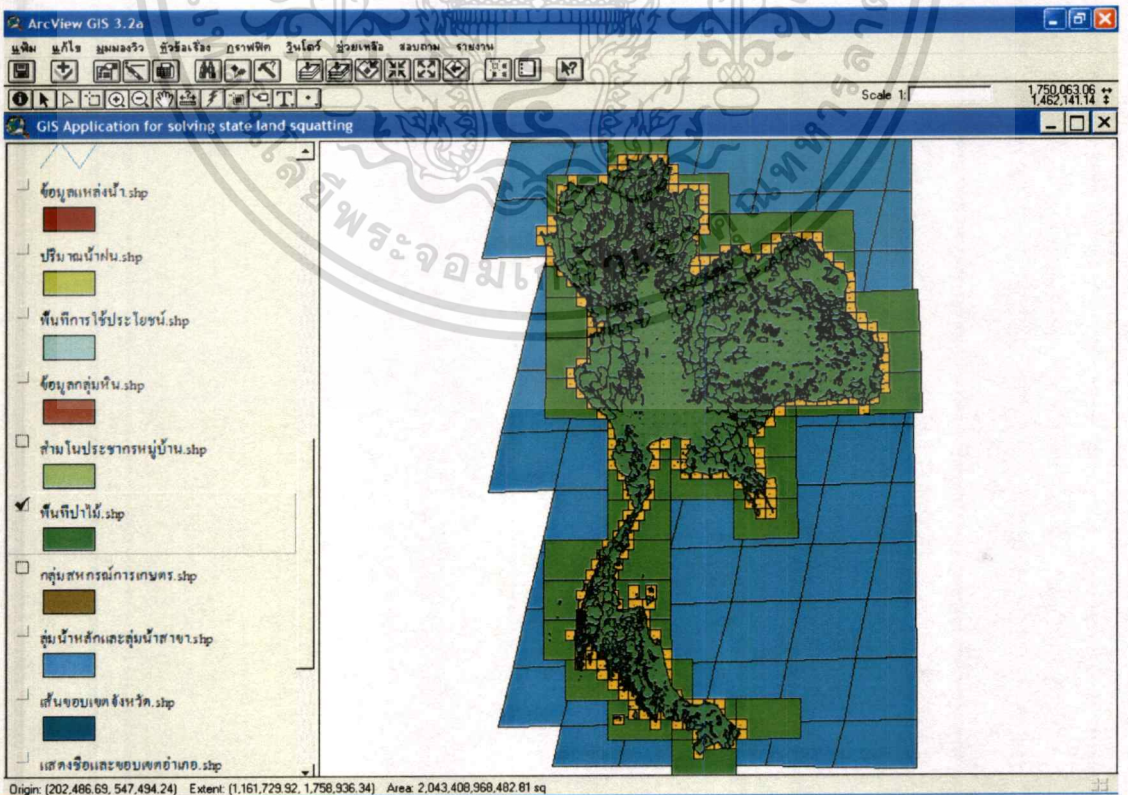 ArcView GIS 3.2a
แฟ้ม แก้ไข มุมมองวิว หัวข้อเรื่อง กราฟฟิค วินโดว์ ช่วยเหลือ สอบถาม รายงาน
Scale 1:
1,750,063.06
1,462,141.14
GIS Application for solving state land squatting
ข้อมูลแหล่งน้ำ.shp
ปริมาณน้ำฝน.shp
พื้นที่การใช้ประโยชน์.shp
ข้อมูลกลุ่มหิน.shp
สำมโนประชากรหมู่บ้าน.shp
พื้นที่ป่าไม้.shp
กลุ่มสหกรณ์การเกษตร.shp
ลุ่มน้ำหลักและลุ่มน้ำสาขา.shp
เส้นขอบเขตจังหวัด.shp
แสดงชื่อและขอบเขตอำเภอ.shp
Origin: (202,486.69, 547,494.24) Extent: (1,161,729.92, 1,758,936.34) Area: 2,043,408,968,482.81 sq